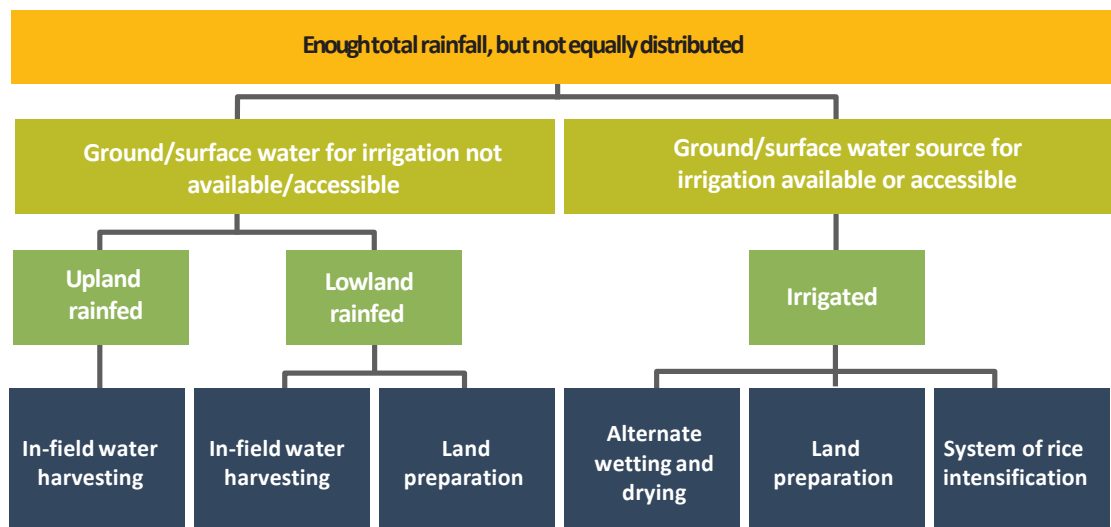 Enough total rainfall, but not equally distributed
Ground/surface water for irrigation not
available/accessible
Ground/surface water source for
irrigation available or accessible
Upland
rainfed
Lowland
rainfed
Irrigated
In-field water
harvesting
In-field water
harvesting
Land
preparation
Alternate
wetting and
drying
Land
preparation
System of rice
intensification